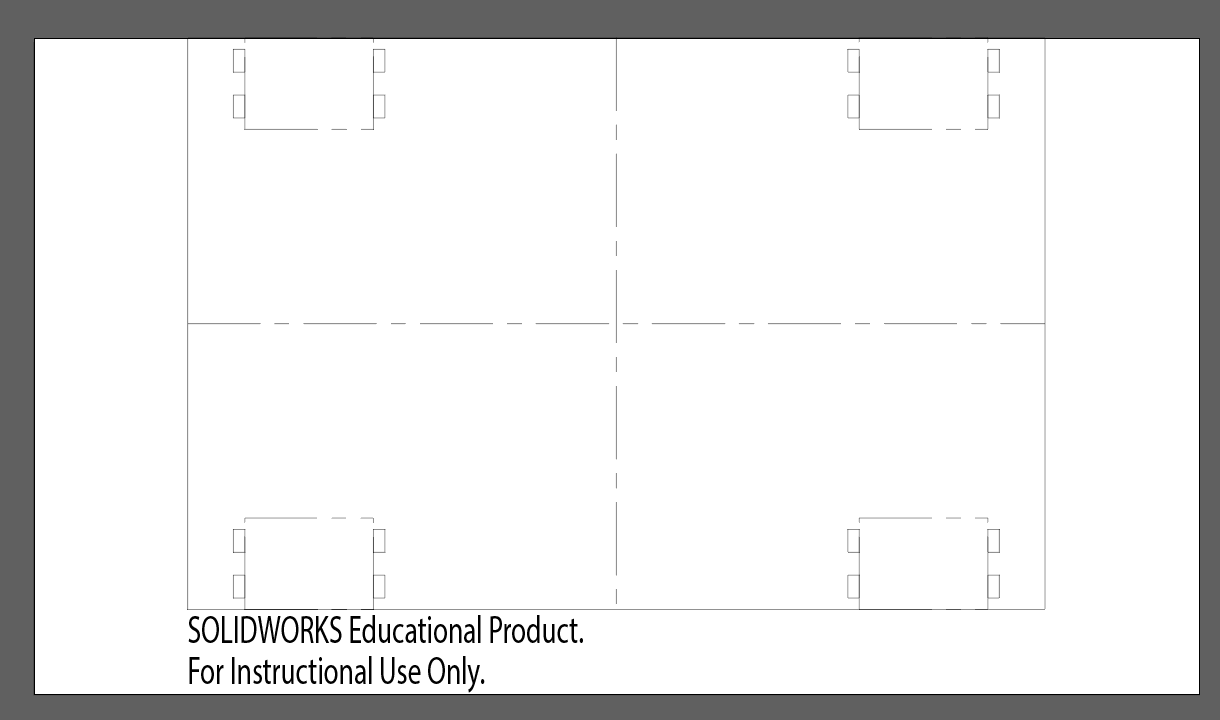 SOLIDWORKS Educational Product.
For Instructional Use Only.